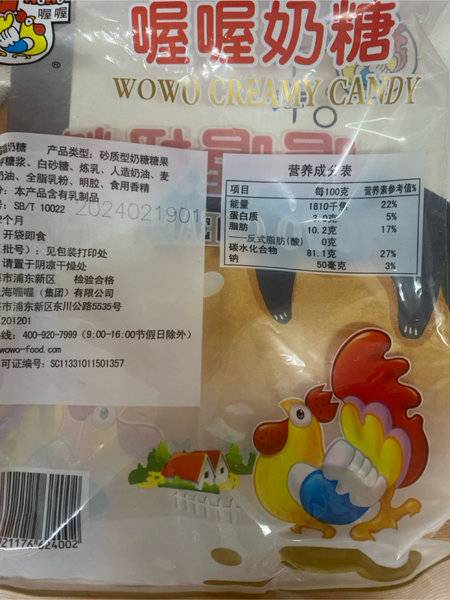 喔喔
®
喔喔奶糖
WOWO CREAMY CANDY
奶糖 产品类型：砂质型奶糖糖果
糖浆、白砂糖、炼乳、人造奶油、麦
奶油、全脂乳粉、明胶、食用香精
：本产品含有乳制品
：SB/T 10022 2024021901
2个月
开袋即食
批号）：见包装打印处
请置于阴凉干燥处
市浦东新区 检验合格
海喔喔（集团）有限公司
市浦东新区东川公路5535号
201201
线：400-920-7999（9:00-16:00节假日除外）
wowo-food.com
可证编号：SC11331011501357
营养成分表
项目 每100克 营养素参考值%
能量 1810千焦 22%
蛋白质 3.0克 5%
脂肪 10.2克 17%
——反式脂肪(酸) 0克
碳水化合物 81.1克 27%
钠 50毫克 3%
21176 624002